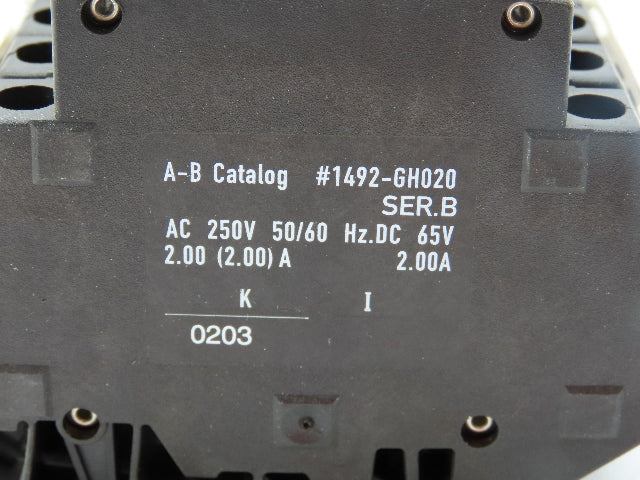 A-B Catalog #1492-GH020
SER.B
AC 250V 50/60 Hz.DC 65V
2.00 (2.00) A 2.00A
K I
0203